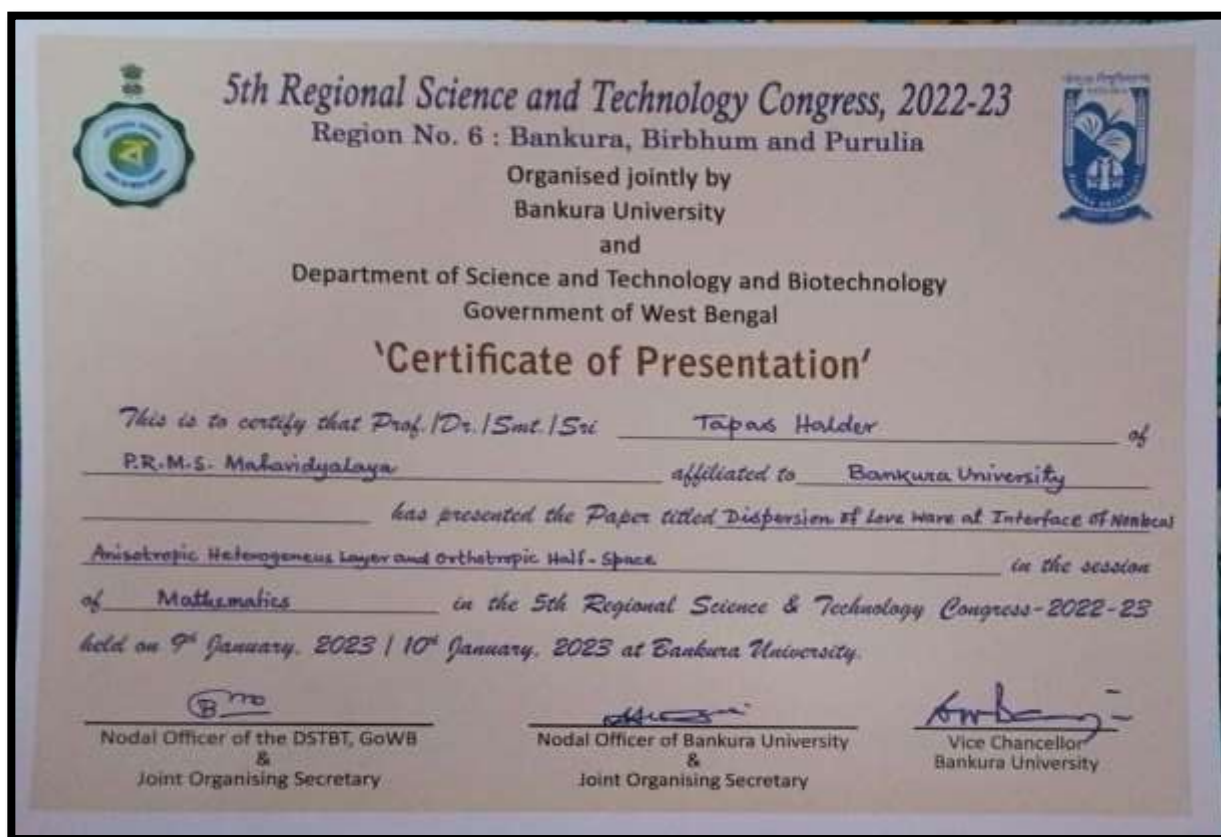 5th Regional Science and Technology Congress, 2022-23
Region No. 6 : Bankura, Birbhum and Purulia
Organised jointly by
Bankura University
and
Department of Science and Technology and Biotechnology
Government of West Bengal
'Certificate of Presentation'
This is to certify that Prof./Dr./Smt./Sri Tapas Halder of
P.R.M.S. Mahavidyalaya affiliated to Bankura University
has presented the Paper titled Dispersion of Love Wave at Interface of Nonlocal
Anisotropic Heterogeneus Layer and Orthotropic Half-Space in the session
of Mathematics in the 5th Regional Science & Technology Congress-2022-23
held on 9th January, 2023 / 10th January, 2023 at Bankura University.
Nodal Officer of the DSTBT, GoWB
&
Joint Organising Secretary
Nodal Officer of Bankura University
&
Joint Organising Secretary
Vice Chancellor
Bankura University